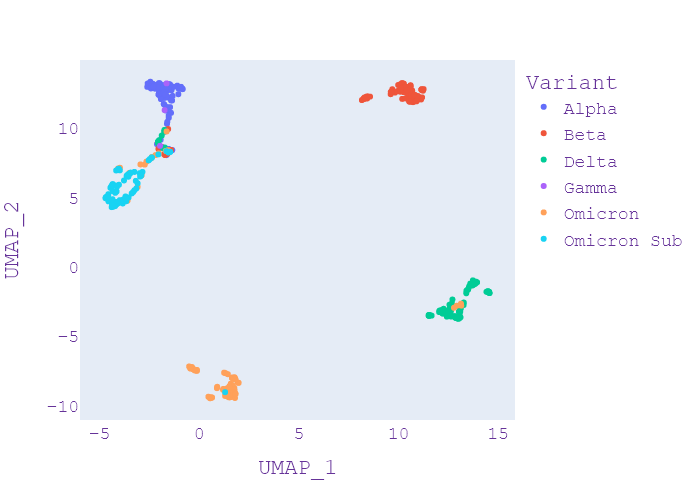 Variant
Alpha
Beta
Delta
Gamma
Omicron
Omicron Sub
10
5
0
−5
−10
UMAP_2
−5
0
5
10
15
UMAP_1